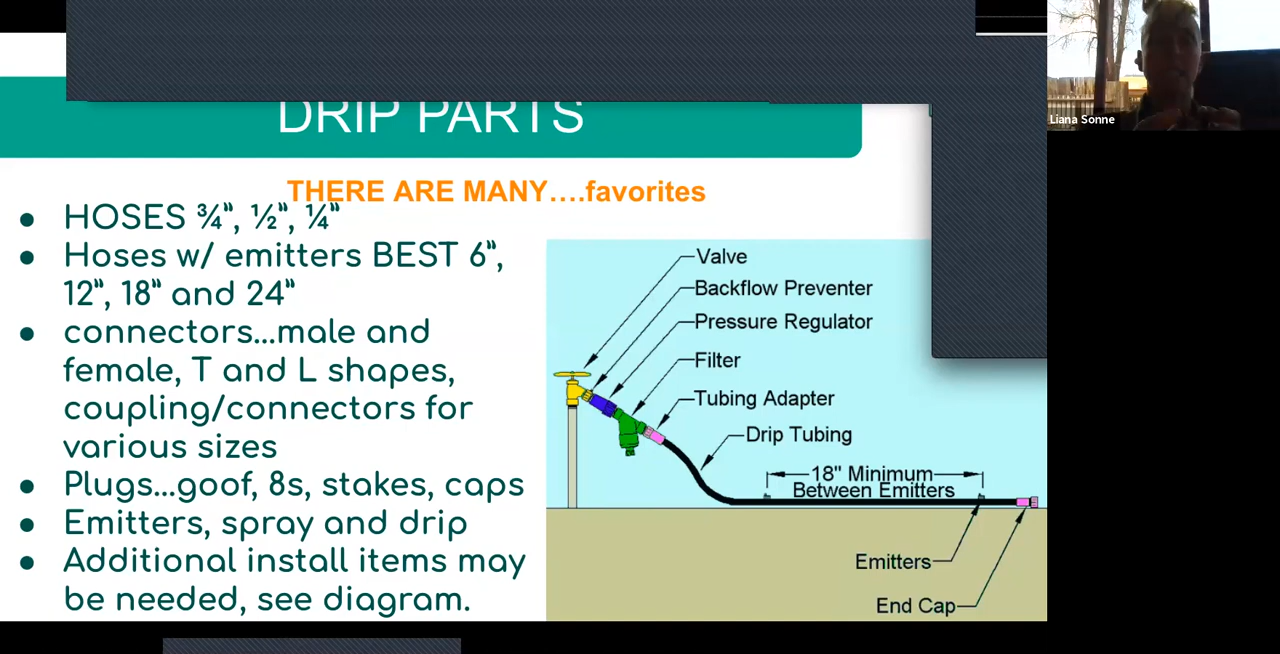 DRIP PARTS
THERE ARE MANY....favorites
● HOSES ¾”, ½”, ¼”
● Hoses w/ emitters BEST 6”,
12”, 18” and 24”
● connectors...male and
female, T and L shapes,
coupling/connectors for
various sizes
● Plugs...goof, 8s, stakes, caps
● Emitters, spray and drip
● Additional install items may
be needed, see diagram.
Valve
Backflow Preventer
Pressure Regulator
Filter
Tubing Adapter
Drip Tubing
18" Minimum
Between Emitters
Emitters
End Cap
Liana Sonne